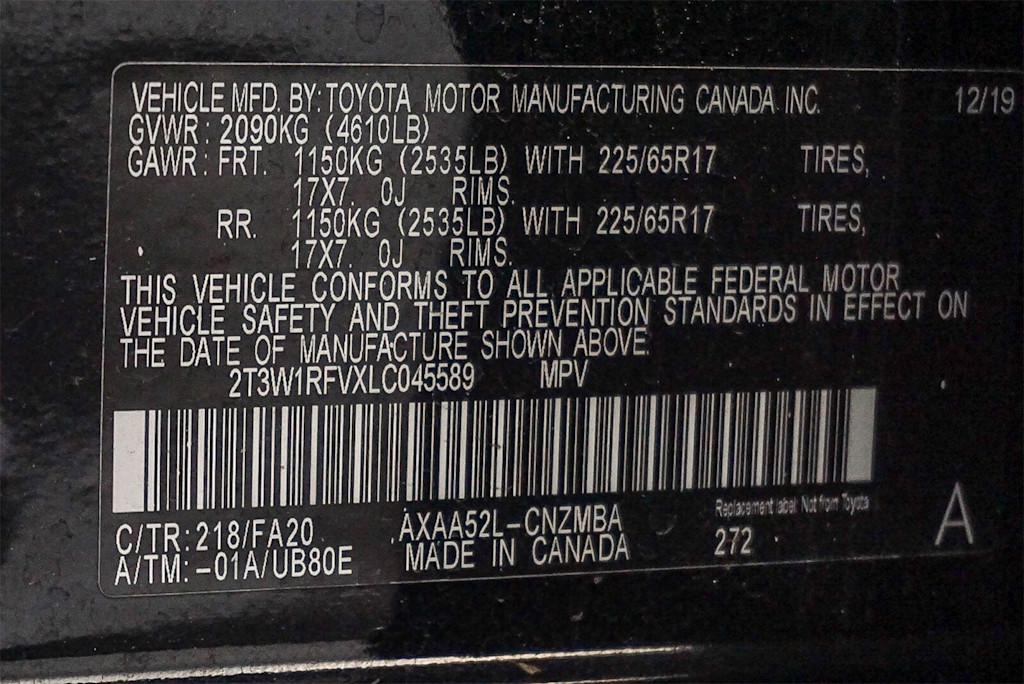 VEHICLE MFD. BY: TOYOTA MOTOR MANUFACTURING CANADA INC. 12/19
GVWR: 2090KG (4610LB)
GAWR: FRT. 1150KG (2535LB) WITH 225/65R17 TIRES,
17X7. 0J RIMS.
RR. 1150KG (2535LB) WITH 225/65R17 TIRES,
17X7. 0J RIMS.
THIS VEHICLE CONFORMS TO ALL APPLICABLE FEDERAL MOTOR
VEHICLE SAFETY AND THEFT PREVENTION STANDARDS IN EFFECT ON
THE DATE OF MANUFACTURE SHOWN ABOVE.
2T3W1RFVXLC045589 MPV
Replacement label. Not from Toyota
C/TR: 218/FA20 AXAA52L-CNZMBA 272 A
A/TM: -01A/UB80E MADE IN CANADA